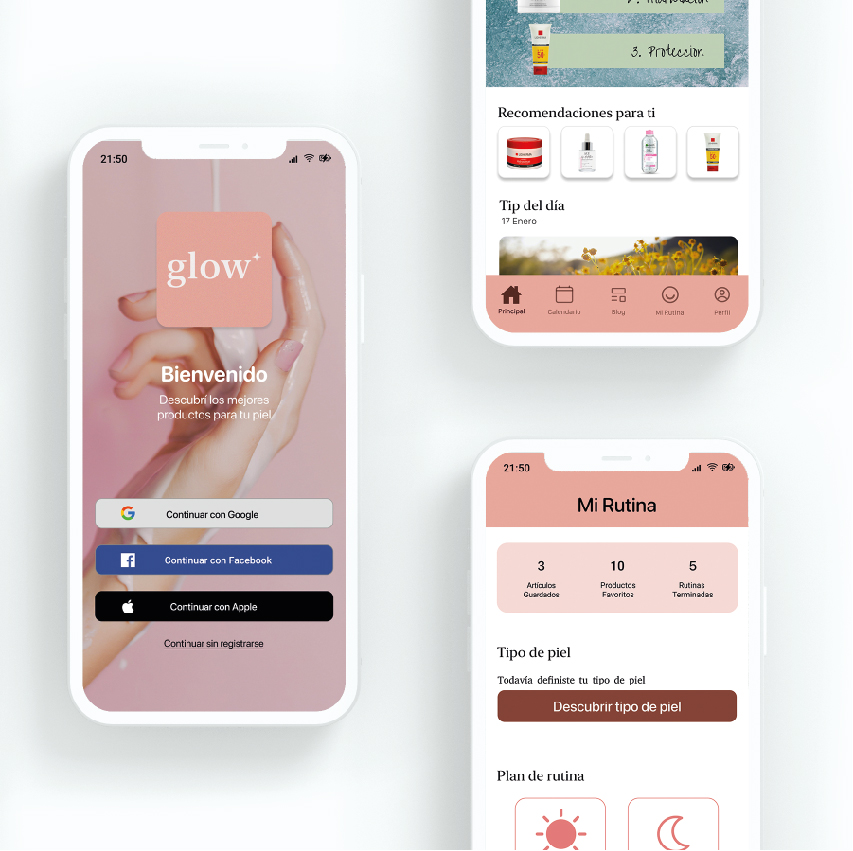 21:50
glow
Bienvenido
Descubrí los mejores
productos para tu piel
Continuar con Google
Continuar con Facebook
Continuar con Apple
Continuar sin registrarse
3. Proteccion
50
Recomendaciones para ti
Tip del día
17 Enero
Principal
Calendario
Blog
Mi Rutina
Perfil
21:50
Mi Rutina
3 10 5
Artículos Productos Rutinas
Guardados Favoritos Terminadas
Tipo de piel
Todavía definiste tu tipo de piel
Descubrir tipo de piel
Plan de rutina